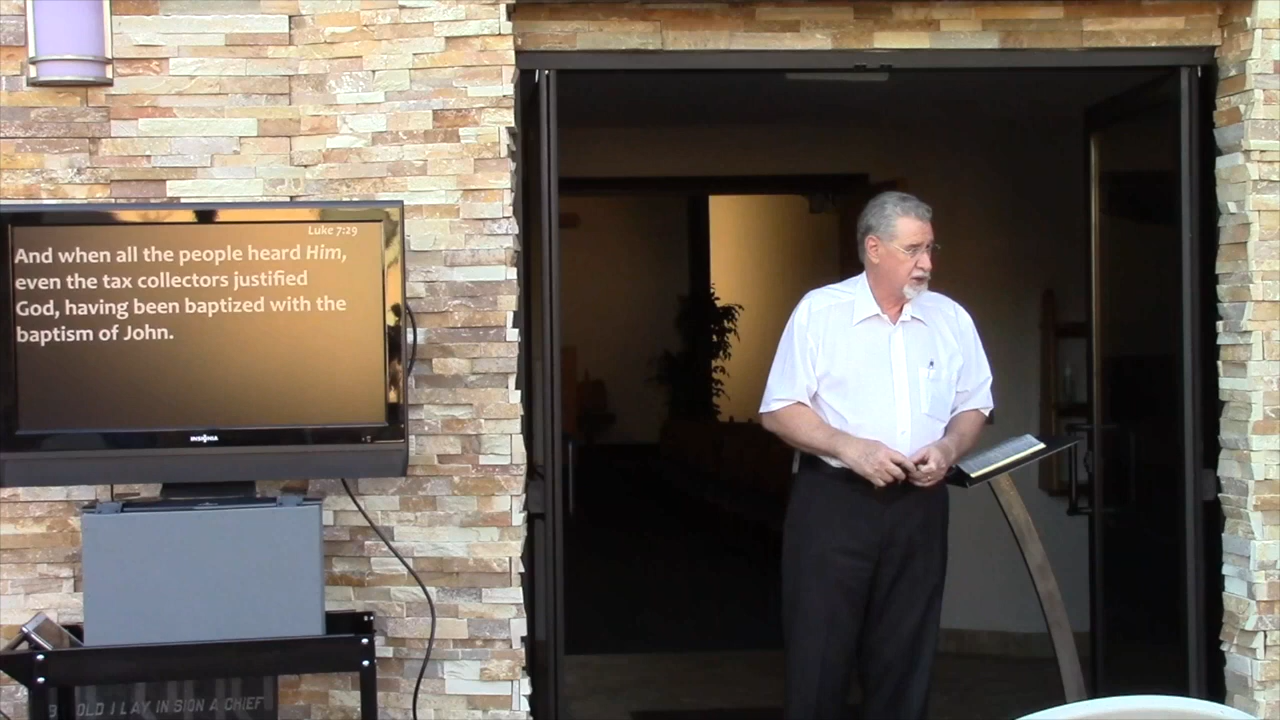 Luke 7:29
And when all the people heard Him,
even the tax collectors justified
God, having been baptized with the
baptism of John.
INSIGNIA
OLD I LAY IN SION A CHIEF